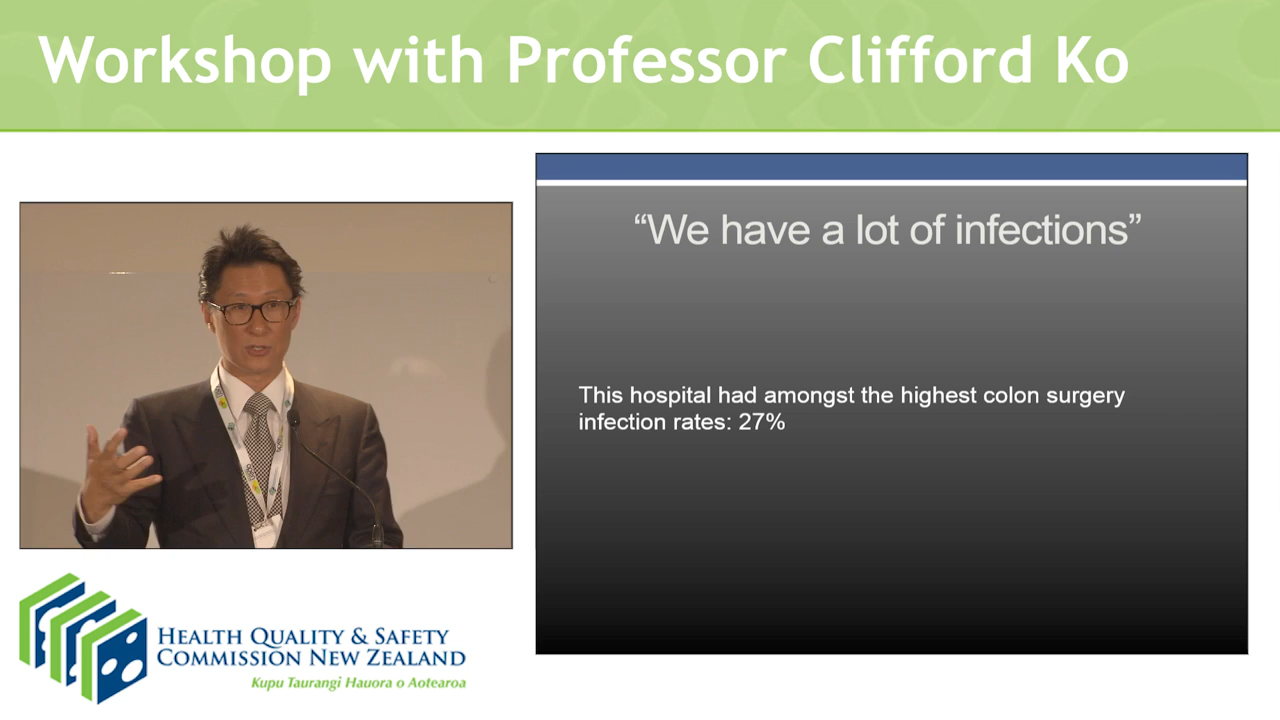 Workshop with Professor Clifford Ko
“We have a lot of infections”
This hospital had amongst the highest colon surgery
infection rates: 27%
HEALTH QUALITY & SAFETY
COMMISSION NEW ZEALAND
Kupu Taurangi Hauora o Aotearoa